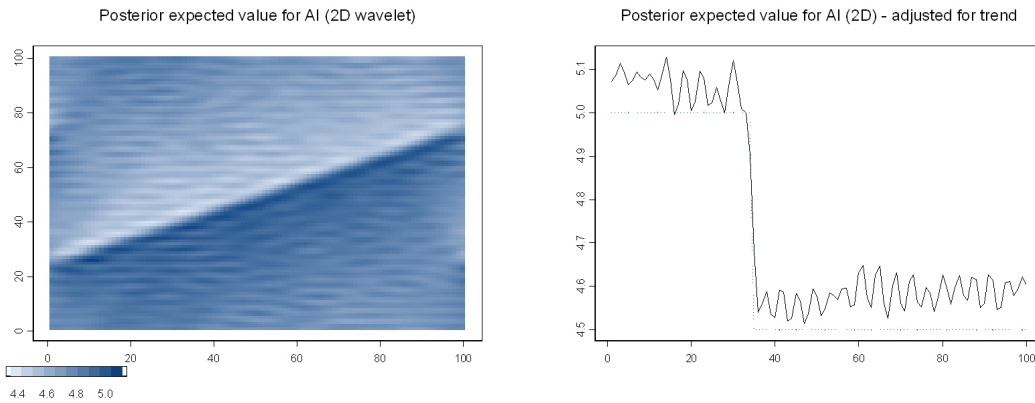 Posterior expected value for AI (2D wavelet)
100
80
60
40
20
0
0 20 40 60 80 100
4.4 4.6 4.8 5.0
Posterior expected value for AI (2D) - adjusted for trend
5.1
5.0
4.9
4.8
4.7
4.6
4.5
0 20 40 60 80 100